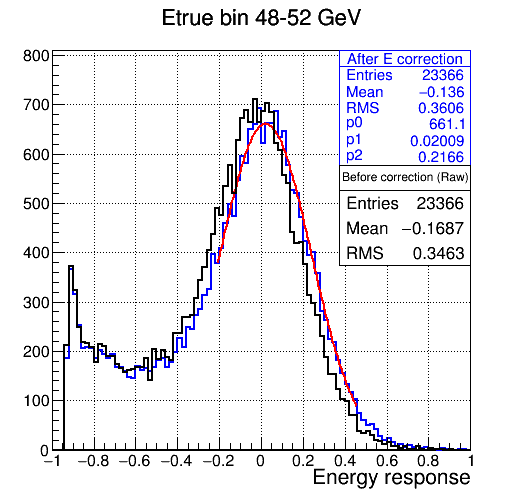 Etrue bin 48-52 GeV
After E correction
Entries 23366
Mean −0.136
RMS 0.3606
p0 661.1
p1 0.02009
p2 0.2166
Before correction (Raw)
Entries 23366
Mean −0.1687
RMS 0.3463
800
700
600
500
400
300
200
100
0
−1 −0.8 −0.6 −0.4 −0.2 0 0.2 0.4 0.6 0.8 1
Energy response